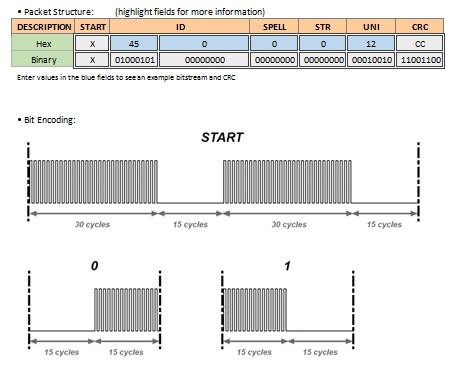 • Packet Structure: (highlight fields for more information)
DESCRIPTION START ID SPELL STR UNI CRC
Hex X 45 0 0 0 12 CC
Binary X 01000101 00000000 00000000 00000000 00010010 11001100
Enter values in the blue fields to see an example bitstream and CRC
• Bit Encoding:
START
30 cycles 15 cycles 30 cycles 15 cycles
0 1
15 cycles 15 cycles 15 cycles 15 cycles